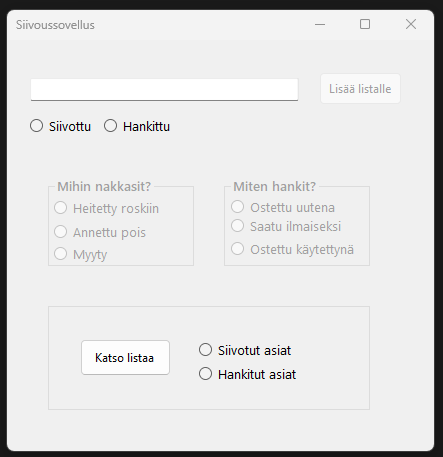 Siivoussovellus
Lisää listalle
Siivottu Hankittu
Mihin nakkasit?
Heitetty roskiin
Annettu pois
Myyty
Miten hankit?
Ostettu uutena
Saatu ilmaiseksi
Ostettu käytettynä
Katso listaa
Siivotut asiat
Hankitut asiat